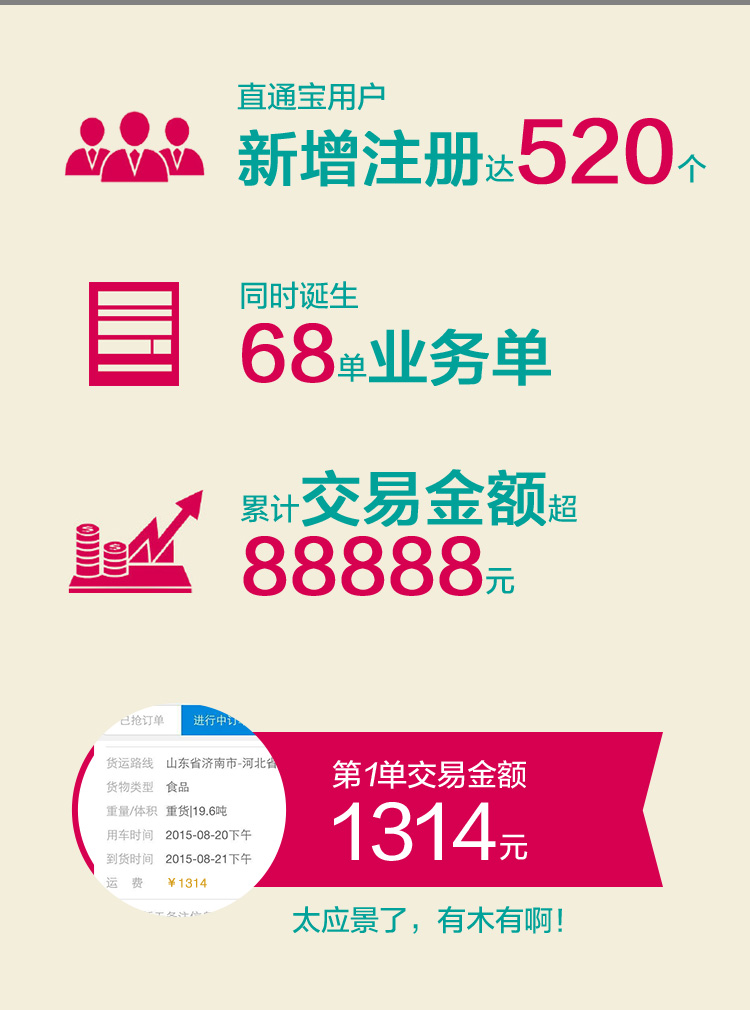 直通宝用户
新增注册达520个
同时诞生
68单业务单
累计交易金额超
88888元
已抢订单 进行中订
货运路线 山东省济南市-河北省
货物类型 食品
重量/体积 重货|19.6吨
用车时间 2015-08-20下午
到货时间 2015-08-21下午
运 费 ￥1314
第1单交易金额
1314元
太应景了，有木有啊！